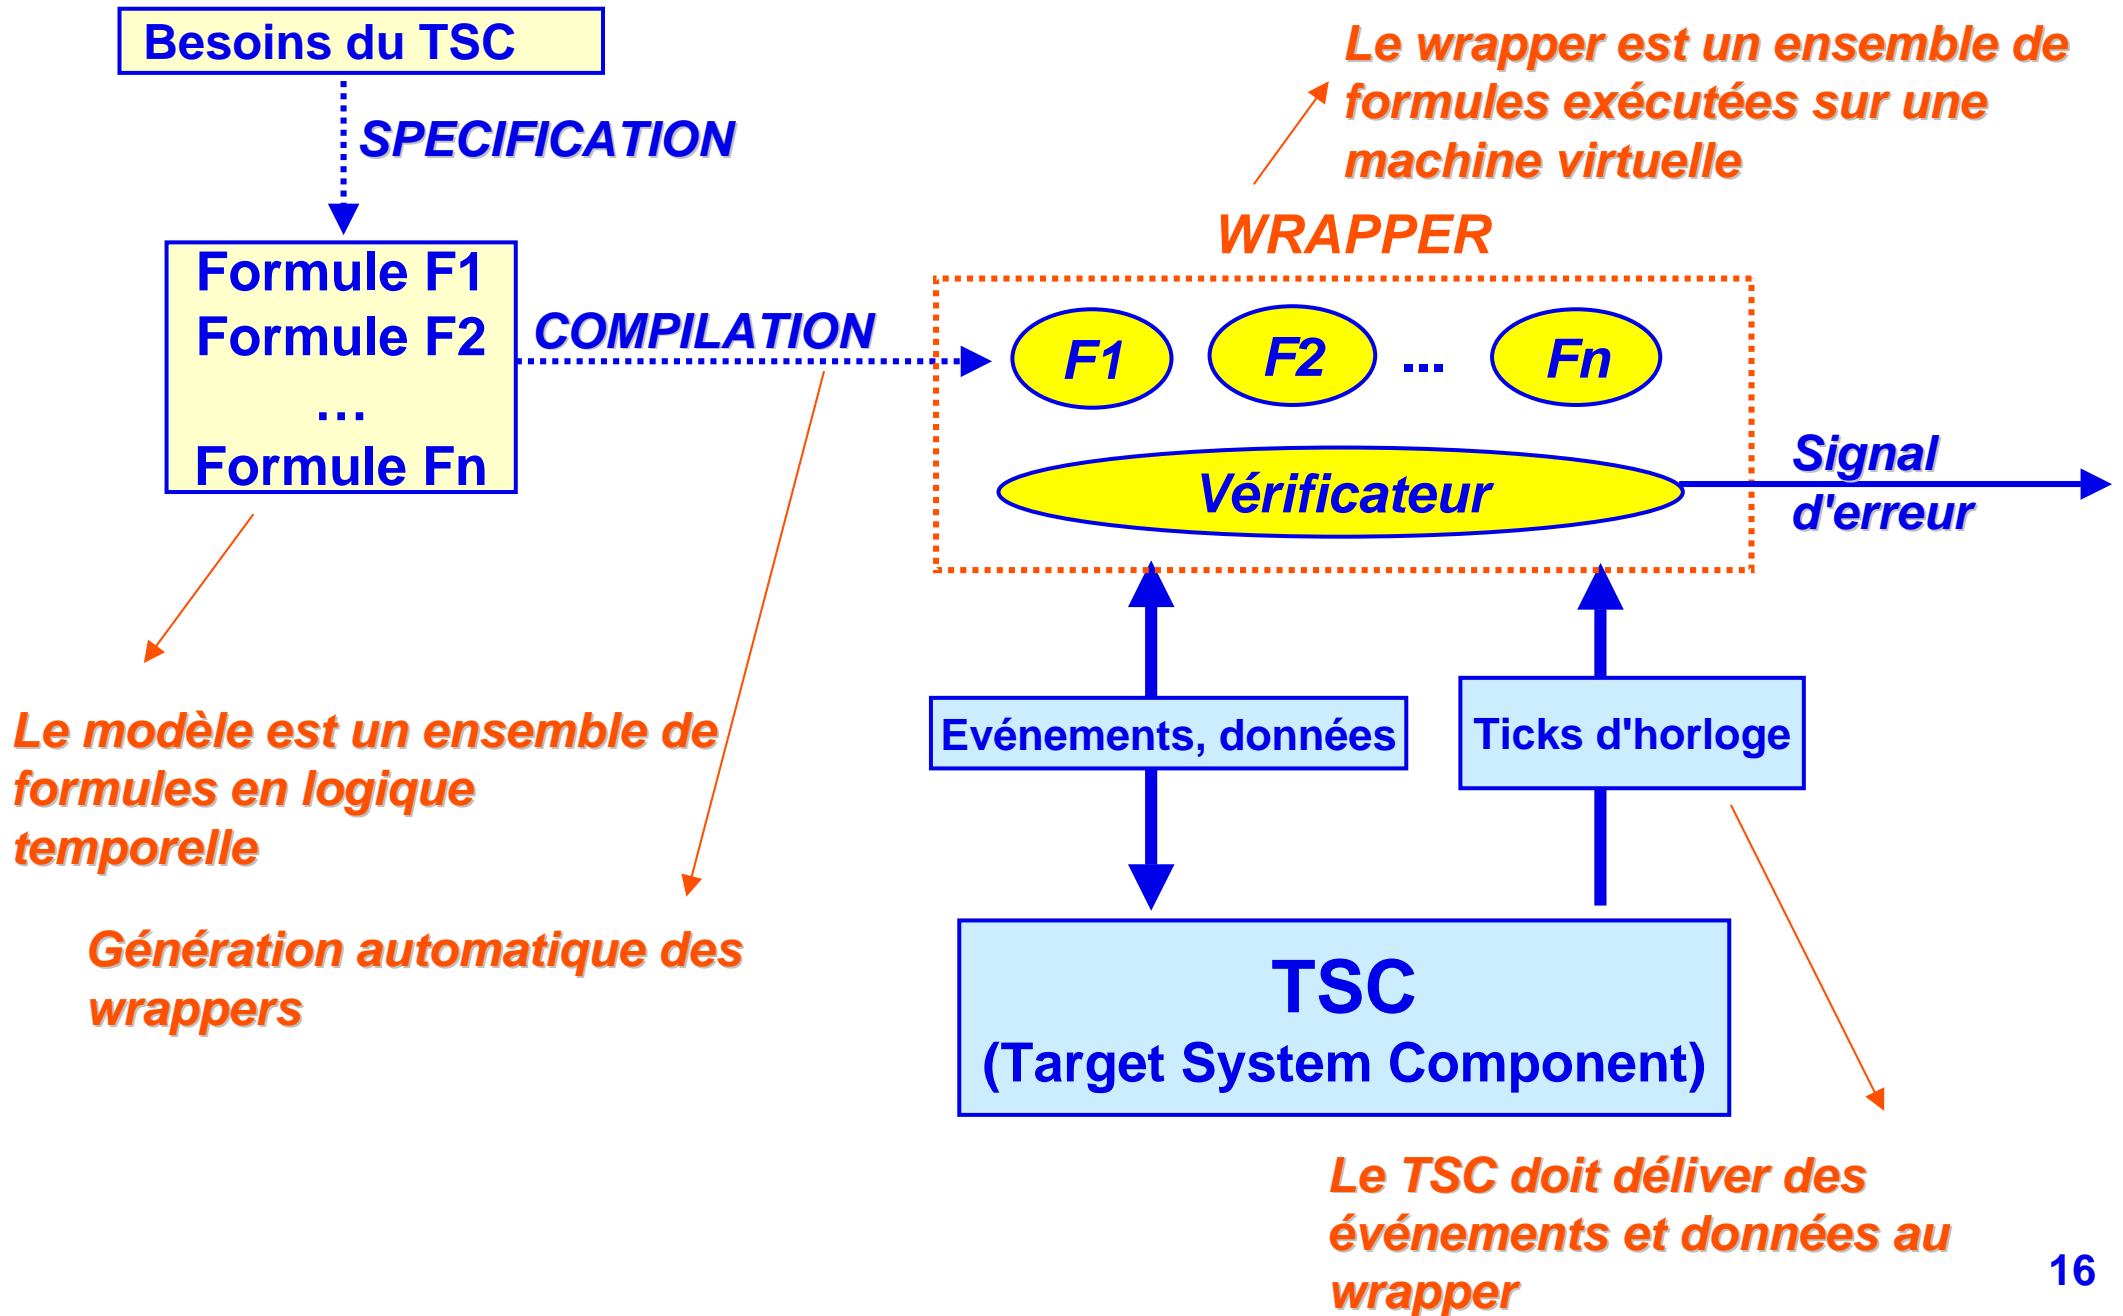 Besoins du TSC
SPECIFICATION
Formule F1
Formule F2
…
Formule Fn
COMPILATION
Le wrapper est un ensemble de
formules exécutées sur une
machine virtuelle
WRAPPER
F1
F2
...
Fn
Vérificateur
Signal
d'erreur
Evénements, données
Ticks d'horloge
Le modèle est un ensemble de
formules en logique
temporelle
Génération automatique des
wrappers
TSC
(Target System Component)
Le TSC doit déliver des
événements et données au
wrapper
16